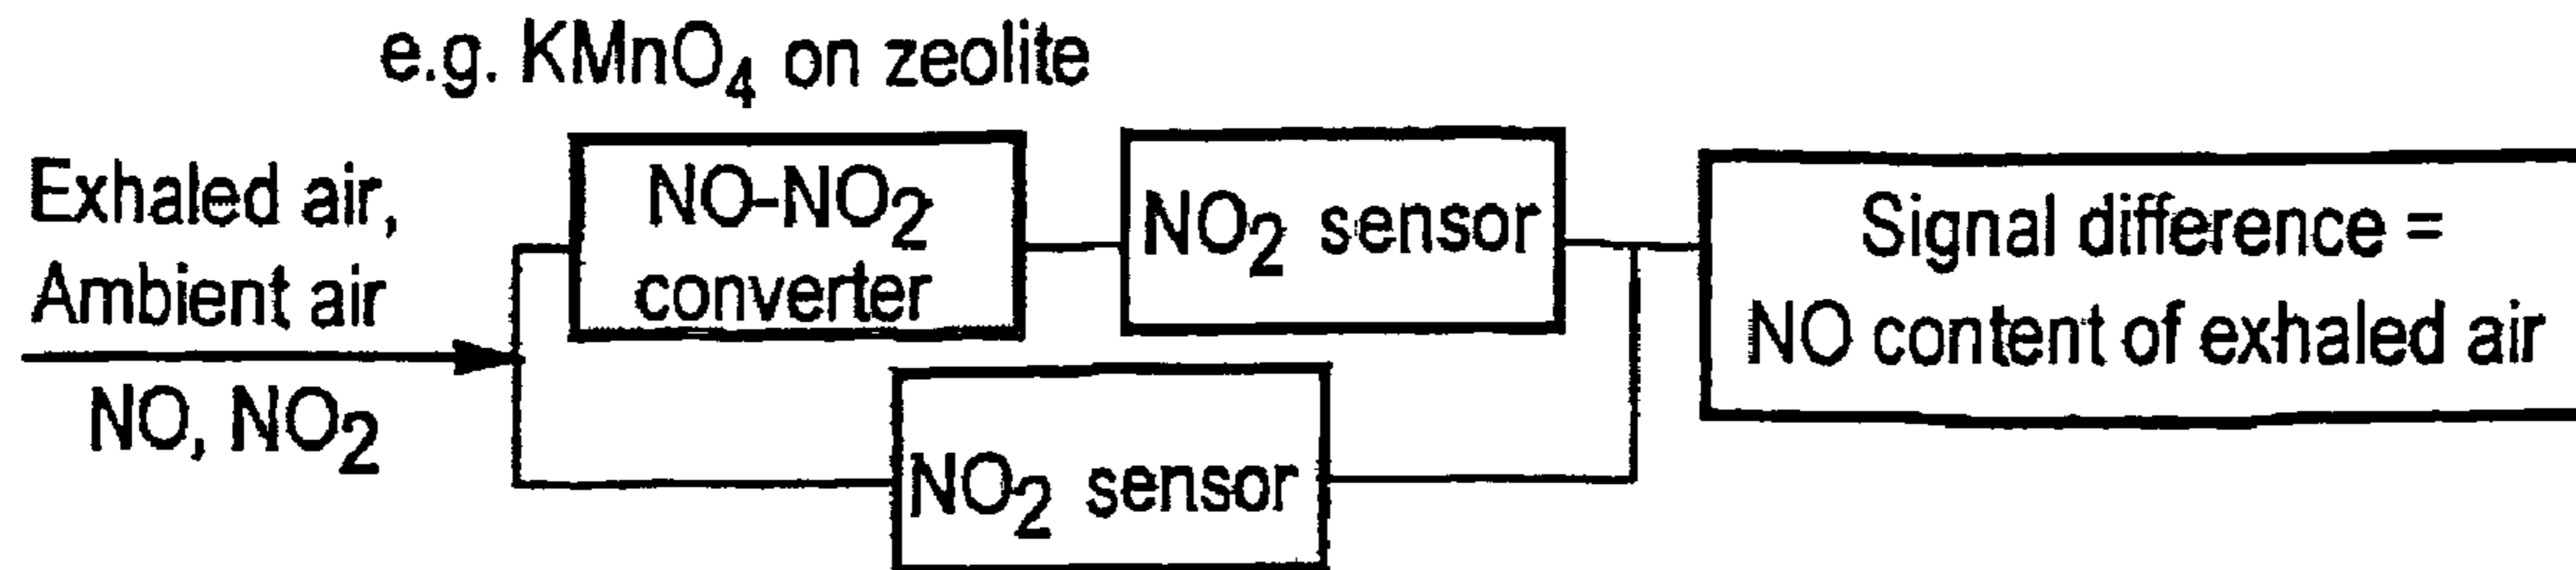 e.g. KMnO₄ on zeolite
Exhaled air,
Ambient air
NO, NO₂
NO-NO₂
converter
NO₂ sensor
NO₂ sensor
Signal difference =
NO content of exhaled air